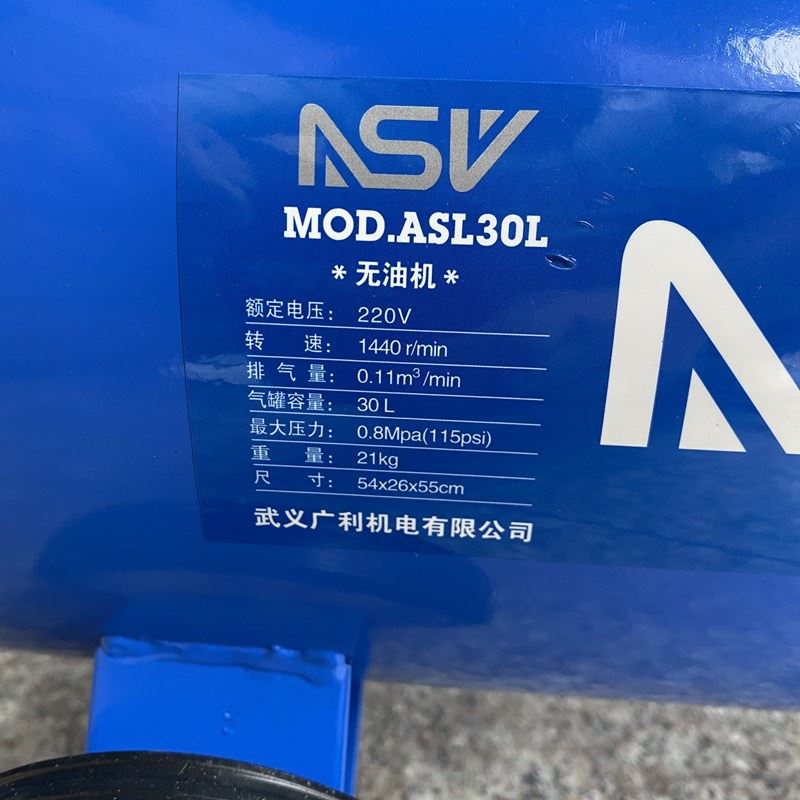 ASV
MOD.ASL30L
*无油机*
额定电压： 220V
转 速： 1440 r/min
排 气 量： 0.11m³/min
气罐容量： 30 L
最大压力： 0.8Mpa(115psi)
重 量： 21kg
尺 寸： 54x26x55cm
武义广利机电有限公司